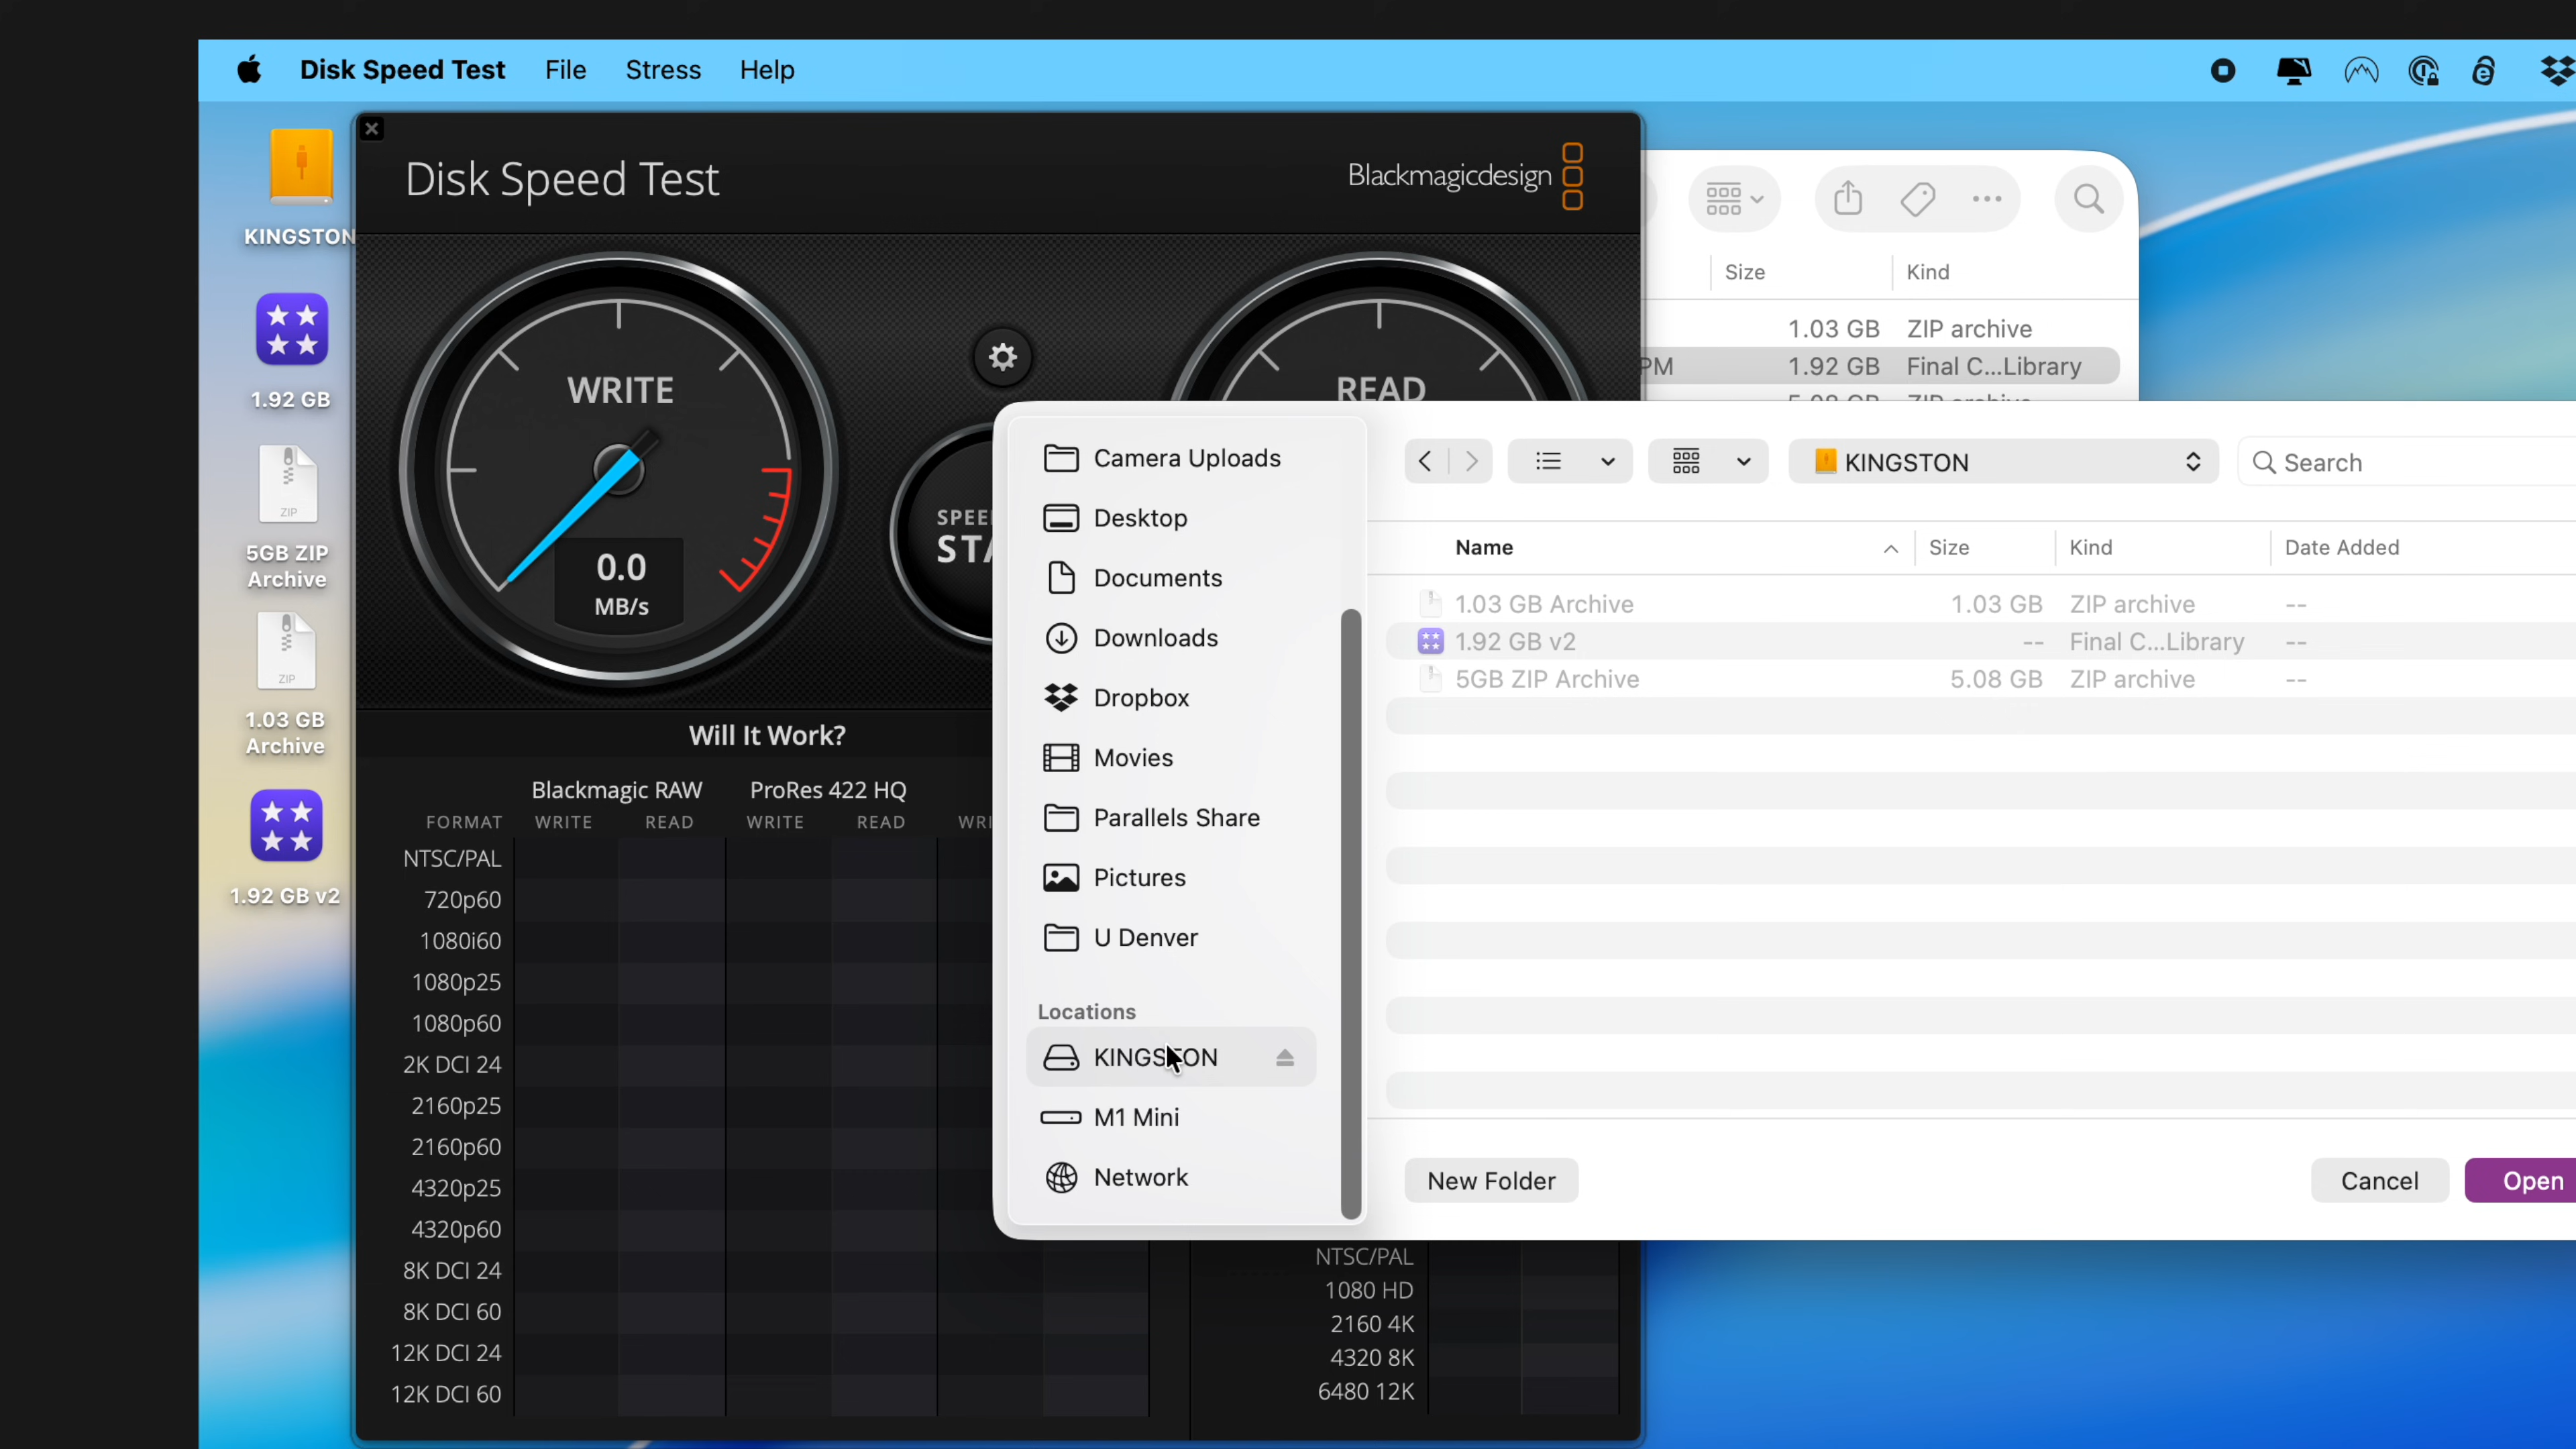 Disk Speed Test File Stress Help
KINGSTON
1.92 GB
ZIP
5GB ZIP
Archive
ZIP
1.03 GB
Archive
1.92 GB v2
Disk Speed Test
Blackmagicdesign
WRITE
0.0
MB/s
READ
Will It Work?
Blackmagic RAW ProRes 422 HQ
FORMAT WRITE READ WRITE READ
NTSC/PAL
720p60
1080i60
1080p25
1080p60
2K DCI 24
2160p25
2160p60
4320p25
4320p60
8K DCI 24
8K DCI 60
12K DCI 24
12K DCI 60
NTSC/PAL
1080 HD
2160 4K
4320 8K
6480 12K
Size Kind
1.03 GB ZIP archive
PM 1.92 GB Final C...Library
Camera Uploads
Desktop
Documents
Downloads
Dropbox
Movies
Parallels Share
Pictures
U Denver
Locations
KINGSTON
M1 Mini
Network
KINGSTON
Search
Name Size Kind Date Added
1.03 GB Archive 1.03 GB ZIP archive --
1.92 GB v2 -- Final C...Library --
5GB ZIP Archive 5.08 GB ZIP archive --
New Folder Cancel Open